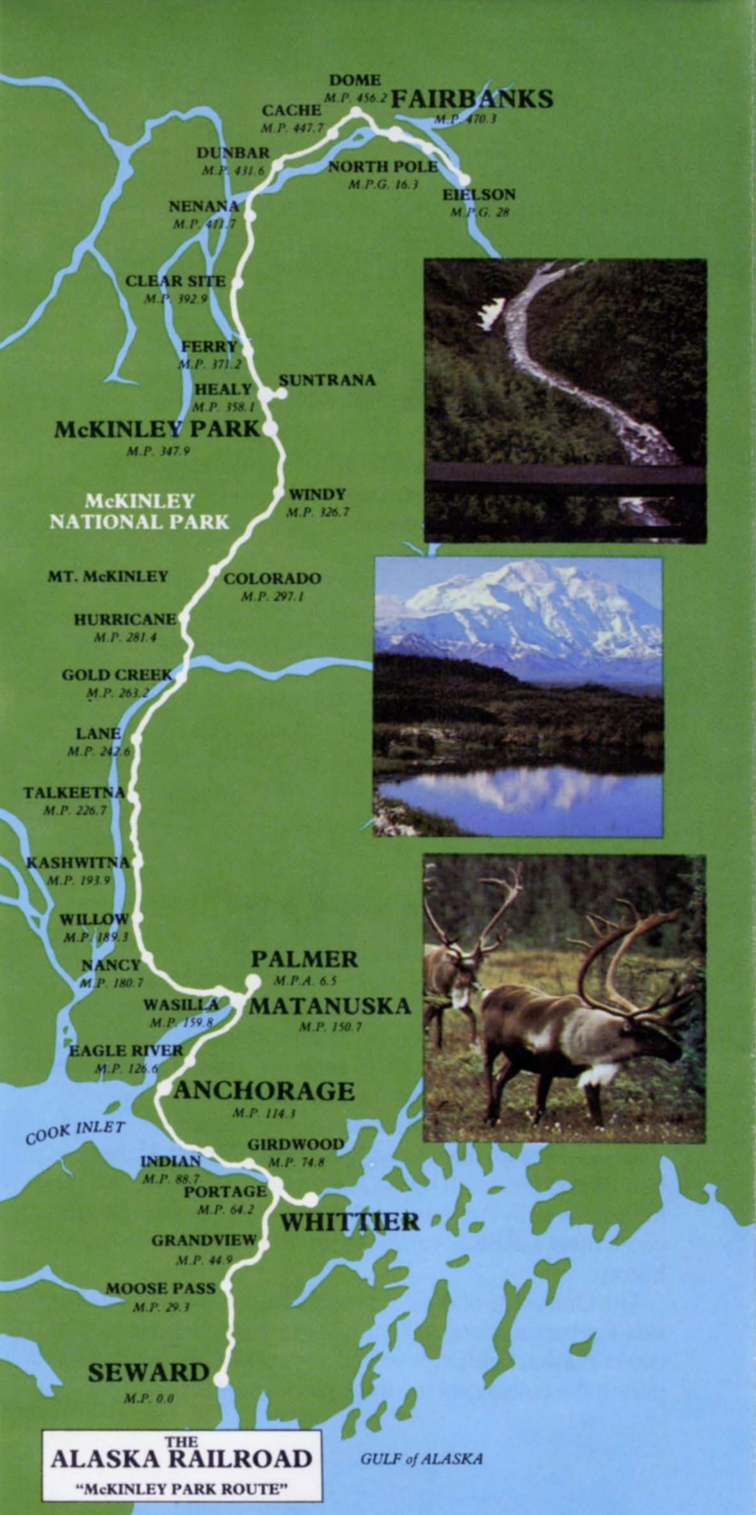 DOME
M.P. 456.2
FAIRBANKS
M.P. 470.3
CACHE
M.P. 447.7
DUNBAR
M.P. 431.6
NORTH POLE
M.P.G. 16.3
EIELSON
M.P.G. 28
NENANA
M.P. 411.7
CLEAR SITE
M.P. 392.9
FERRY
M.P. 371.2
SUNTRANA
HEALY
M.P. 358.1
McKINLEY PARK
M.P. 347.9
WINDY
M.P. 326.7
McKINLEY
NATIONAL PARK
MT. McKINLEY
COLORADO
M.P. 297.1
HURRICANE
M.P. 281.4
GOLD CREEK
M.P. 263.2
LANE
M.P. 242.6
TALKEETNA
M.P. 226.7
KASHWITNA
M.P. 193.9
WILLOW
M.P. 189.3
NANCY
M.P. 180.7
PALMER
M.P.A. 6.5
WASILLA
M.P. 159.8
MATANUSKA
M.P. 150.7
EAGLE RIVER
M.P. 126.6
ANCHORAGE
M.P. 114.3
COOK INLET
GIRDWOOD
M.P. 74.8
INDIAN
M.P. 88.7
PORTAGE
M.P. 64.2
WHITTIER
GRANDVIEW
M.P. 44.9
MOOSE PASS
M.P. 29.3
SEWARD
M.P. 0.0
THE
ALASKA RAILROAD
"McKINLEY PARK ROUTE"
GULF of ALASKA